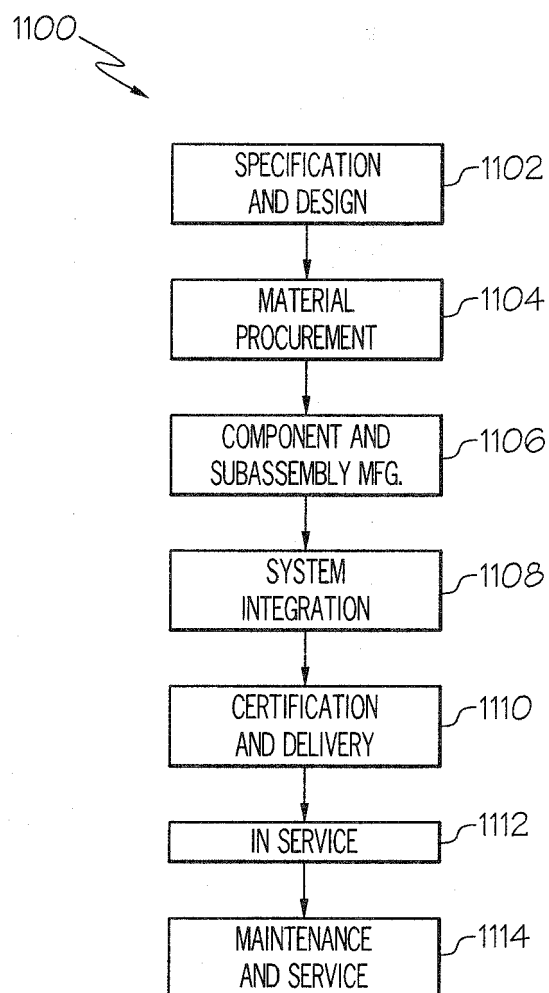 1100
SPECIFICATION
AND DESIGN
1102
MATERIAL
PROCUREMENT
1104
COMPONENT AND
SUBASSEMBLY MFG.
1106
SYSTEM
INTEGRATION
1108
CERTIFICATION
AND DELIVERY
1110
IN SERVICE
1112
MAINTENANCE
AND SERVICE
1114